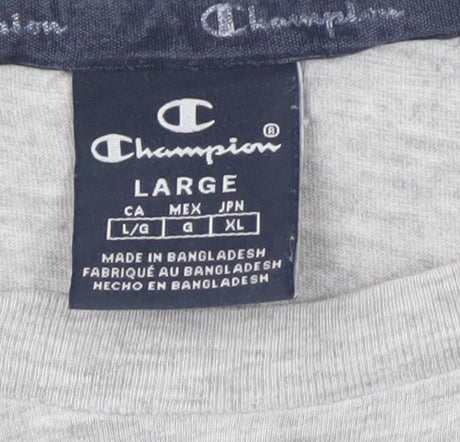 Champion
Champion®
LARGE
CA MEX JPN
L/G G XL
MADE IN BANGLADESH
FABRIQUÉ AU BANGLADESH
HECHO EN BANGLADESH